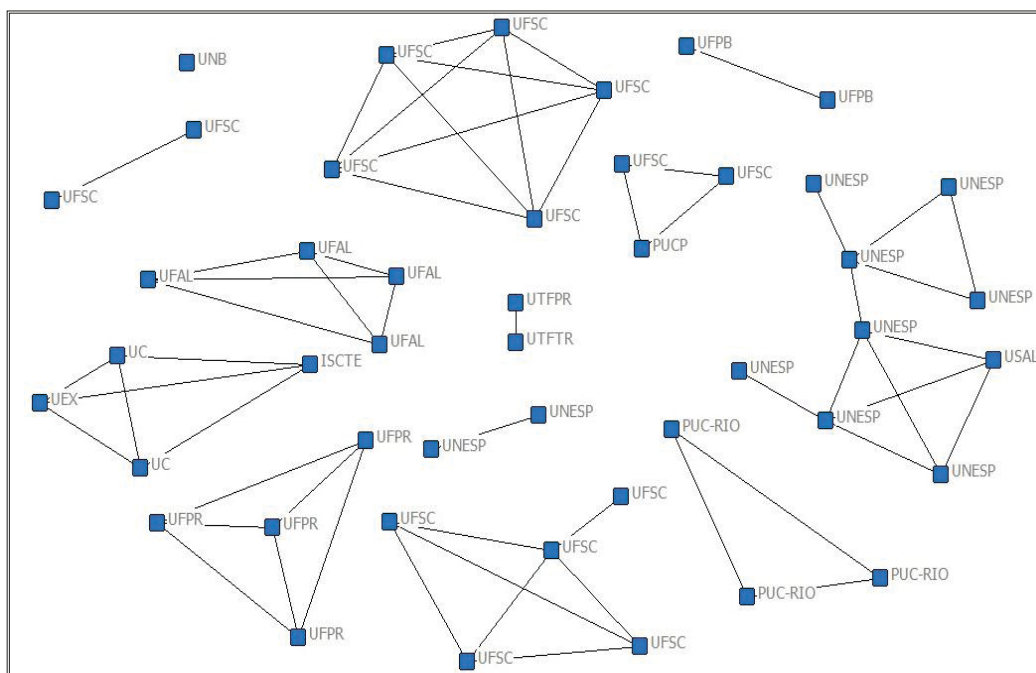 UFSC
UFSC
UFPB
UNB
UFSC
UFPB
UFSC
UFSC
UFSC
UFSC
UNESP
UNESP
UFSC
UFSC
UFSC
PUCP
UFAL
UNESP
UFAL
UFAL
UNESP
UTFPR
UNESP
UTFTR
UFAL
UC
ISCTE
USAL
UNESP
UEX
UNESP
UNESP
UNESP
PUC-RIO
UFPR
UC
UNESP
UFSC
UFPR
UFSC
UFPR
UFSC
PUC-RIO
PUC-RIO
UFPR
UFSC
UFSC